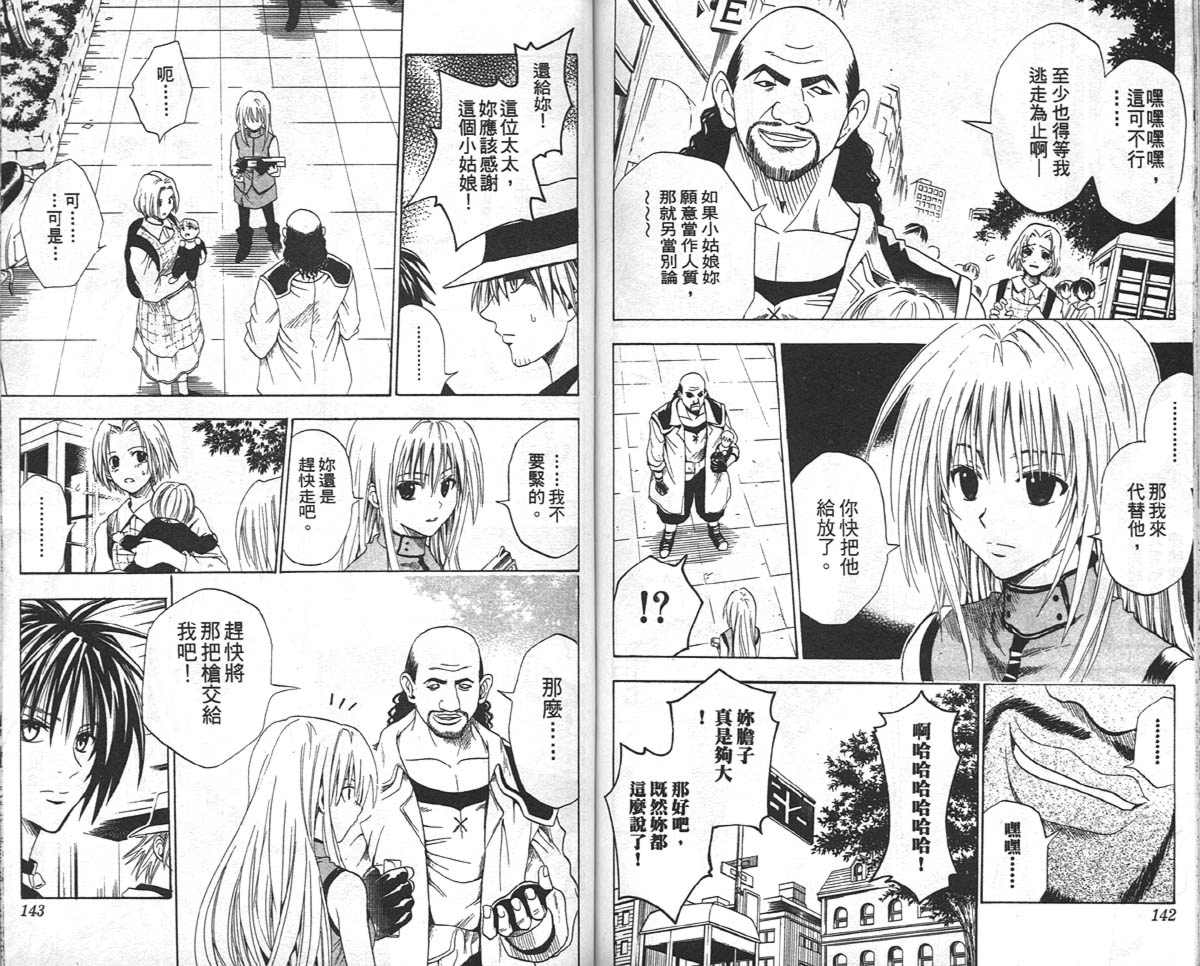 嘿嘿嘿嘿，
這可不行
……
至少也得等我
逃走為止啊—
如果小姑娘妳
願意當作人質，
那就另當別論
～～～
E
………
那我來
代替他，
你快把他
給放了。
!?
………
嘿嘿……
啊哈哈哈哈哈哈！
妳膽子
真是夠大
！
那好吧，
既然妳都
這麼說了！
142
還給妳！
這位太太，
妳應該感謝
這個小姑娘！
………
呃……
可……
…可是…
……我不
要緊的。
妳還是
趕快走吧。
………
那麼……
趕快將
那把槍交給
我吧！
143